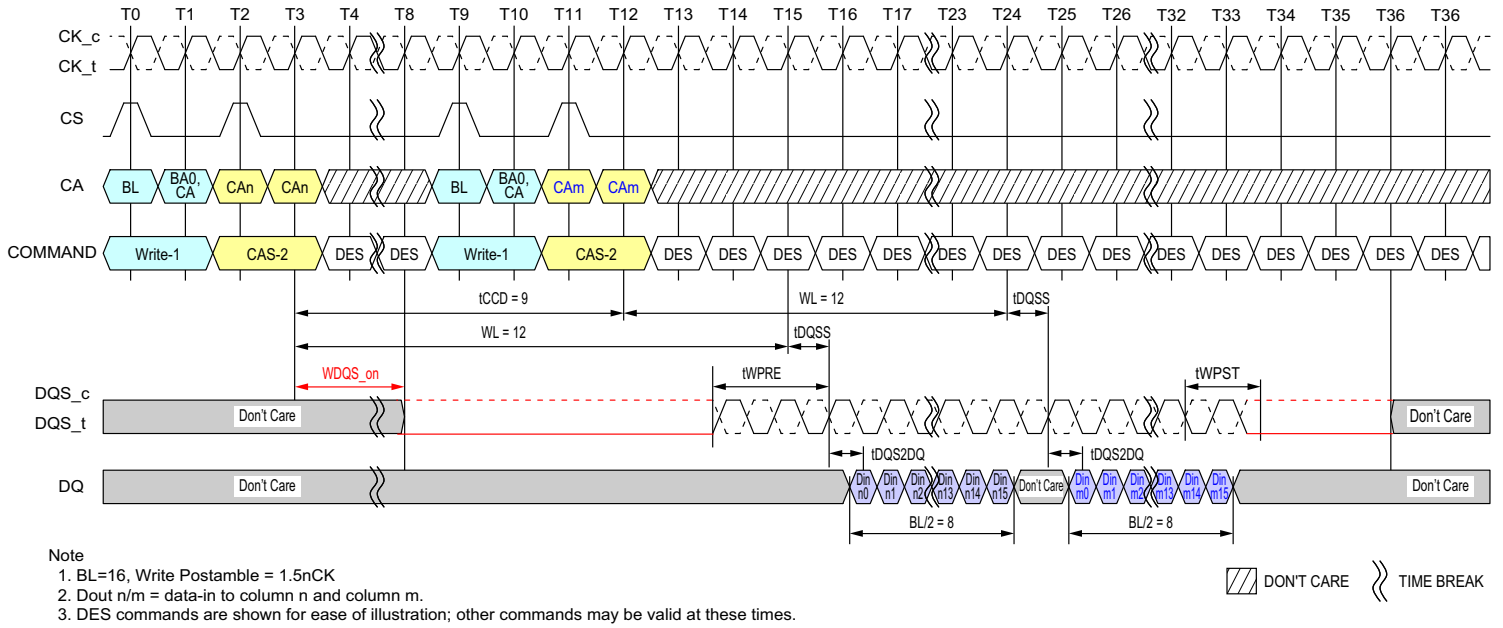 T0 T1 T2 T3 T4 T8 T9 T10 T11 T12 T13 T14 T15 T16 T17 T23 T24 T25 T26 T32 T33 T34 T35 T36 T36
CK_c
CK_t
CS
CA BL BA0, CA CAn CAn BL BA0, CA CAm CAm
COMMAND Write-1 CAS-2 DES DES Write-1 CAS-2 DES DES DES DES DES DES DES DES DES DES DES DES DES DES DES
tCCD = 9 WL = 12 tDQSS
WL = 12 tDQSS
WDQS_on tWPRE tWPST
DQS_c
DQS_t Don't Care Don't Care
tDQS2DQ tDQS2DQ
DQ Don't Care Din n0 Din n1 Din n2 Din n13 Din n14 Din n15 Don't Care Din m0 Din m1 Din m2 Din m13 Din m14 Din m15 Don't Care
BL/2 = 8 BL/2 = 8
Note
1. BL=16, Write Postamble = 1.5nCK
2. Dout n/m = data-in to column n and column m.
3. DES commands are shown for ease of illustration; other commands may be valid at these times.
DON'T CARE TIME BREAK